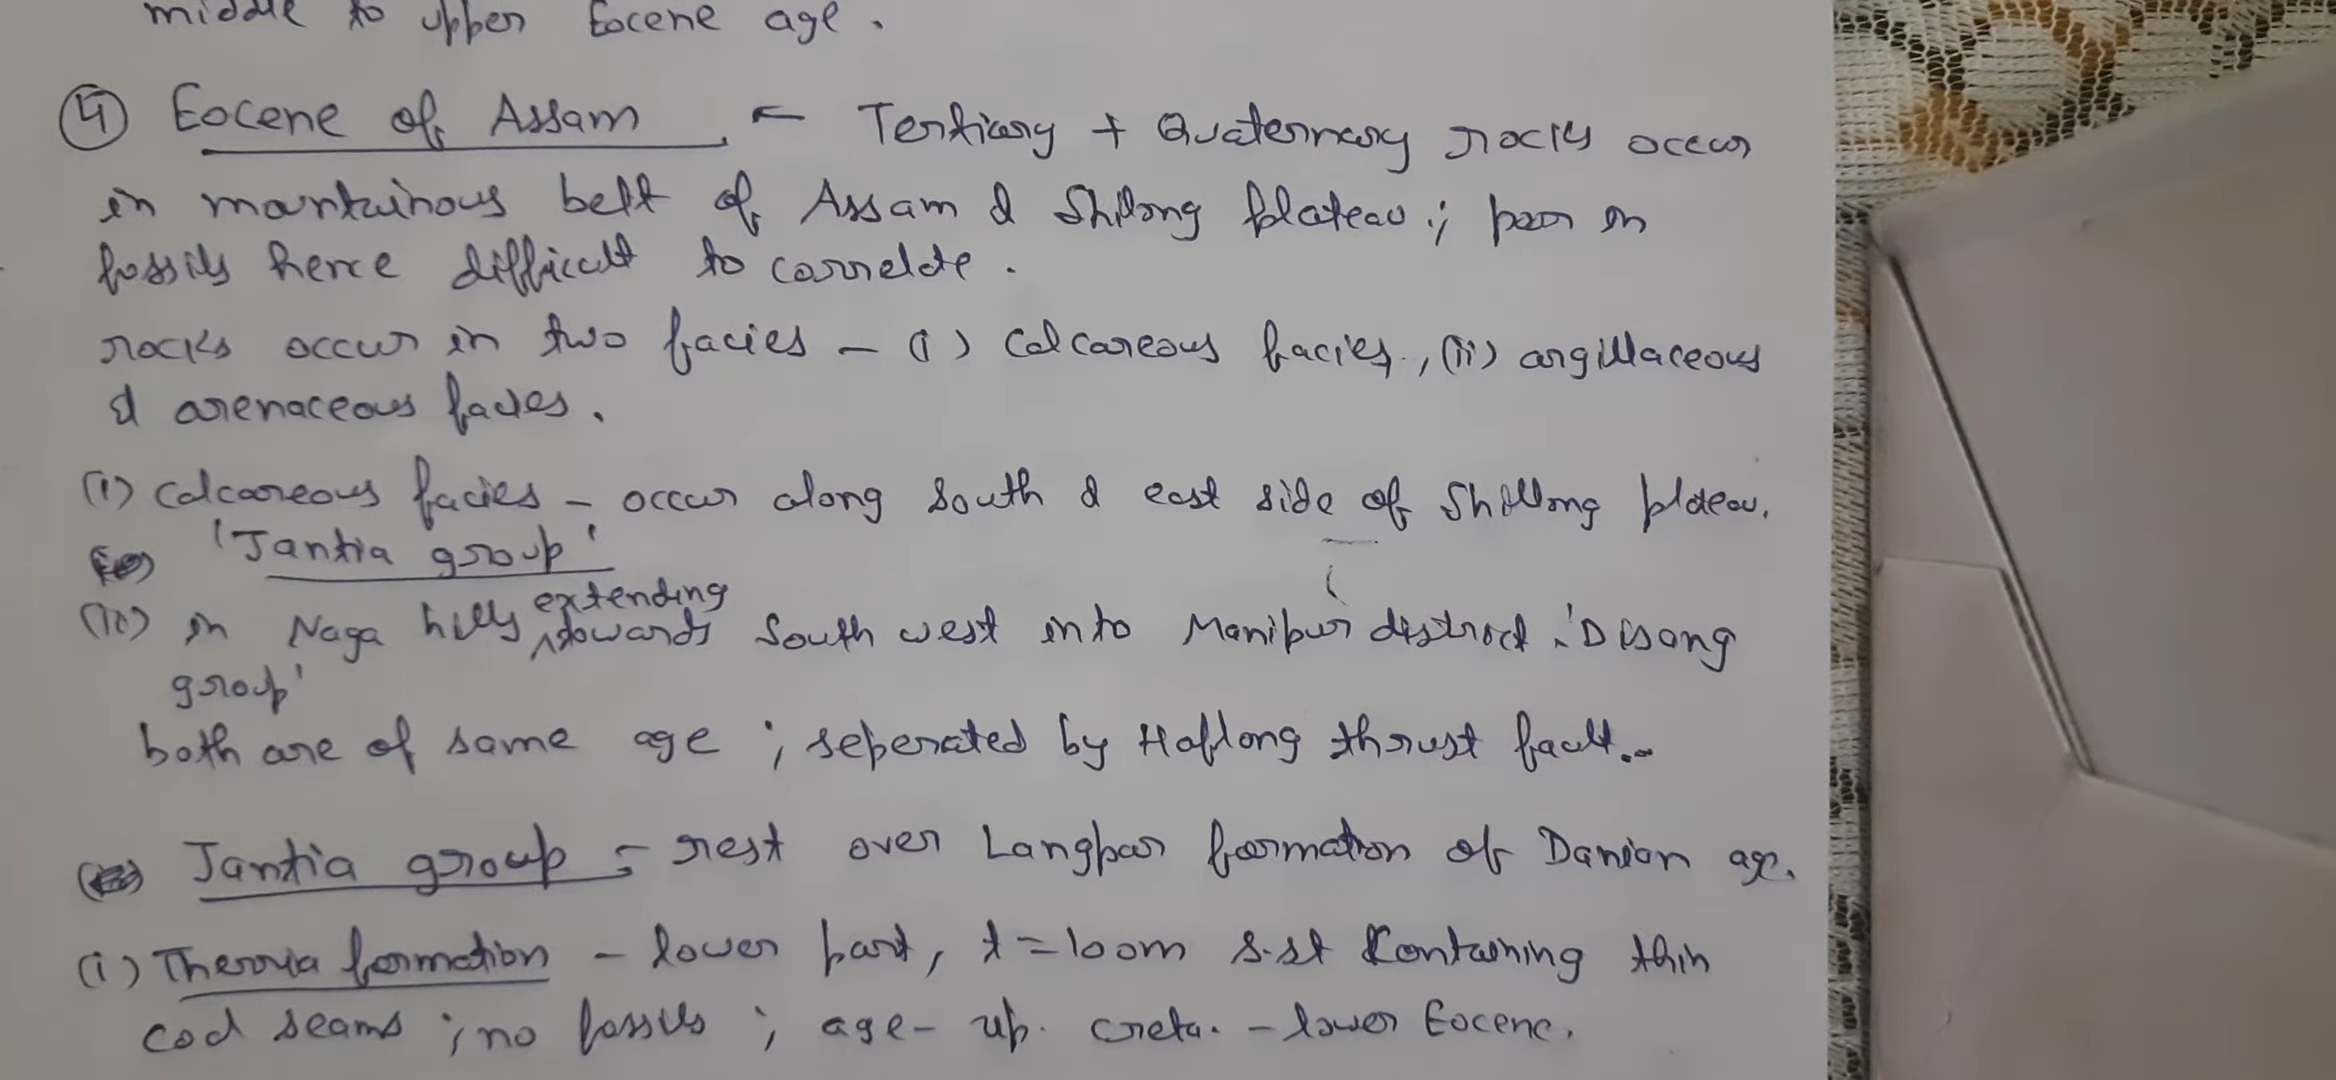 middle to upper Eocene age.
④ Eocene of Assam :- Tertiary + Quaternary rocks occur
in mountainous belt of Assam & Shillong plateau ; poor in
fossils hence difficult to correlate.
rocks occur in two facies - (i) calcareous facies, (ii) argillaceous
& arenaceous facies.
(i) calcareous facies - occur along South & east side of Shillong plateau.
'Jantia group'
(ii) in Naga hills extending towards South west into Manipur district. 'Disang
group'
both are of same age ; seperated by Haflong thrust fault.
Jantia group :- rest over Langpar formation of Danian age.
(i) Therria formation - lower part, t=100m s.st containing thin
coal seams ; no fossils ; age - up. creta. - lower Eocene.